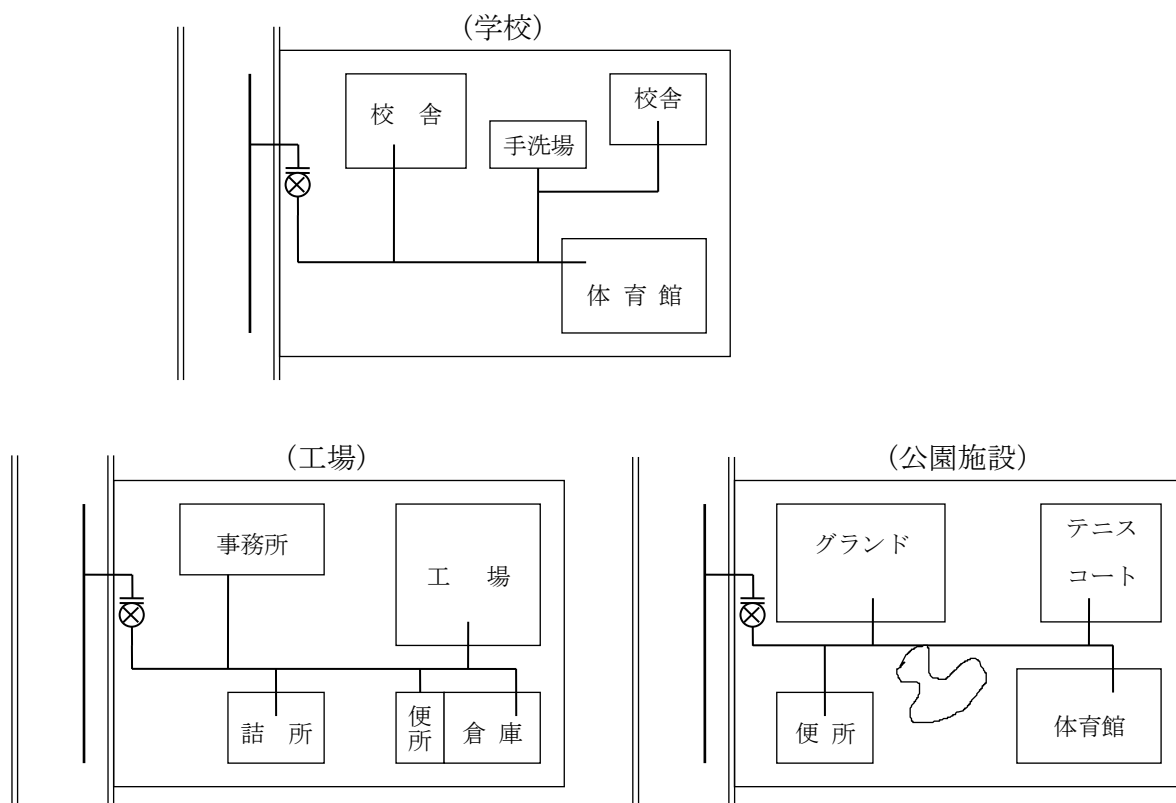 （学校）
校　舎
校舎
手洗場
体 育 館
（工場）
事務所
工　場
詰　所
便所
倉 庫
（公園施設）
グランド
テニス
コート
便 所
体育館